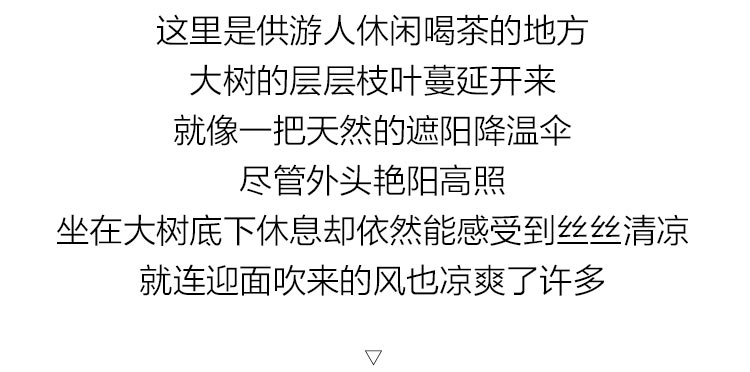 这里是供游人休闲喝茶的地方
大树的层层枝叶蔓延开来
就像一把天然的遮阳降温伞
尽管外头艳阳高照
坐在大树底下休息却依然能感受到丝丝清凉
就连迎面吹来的风也凉爽了许多